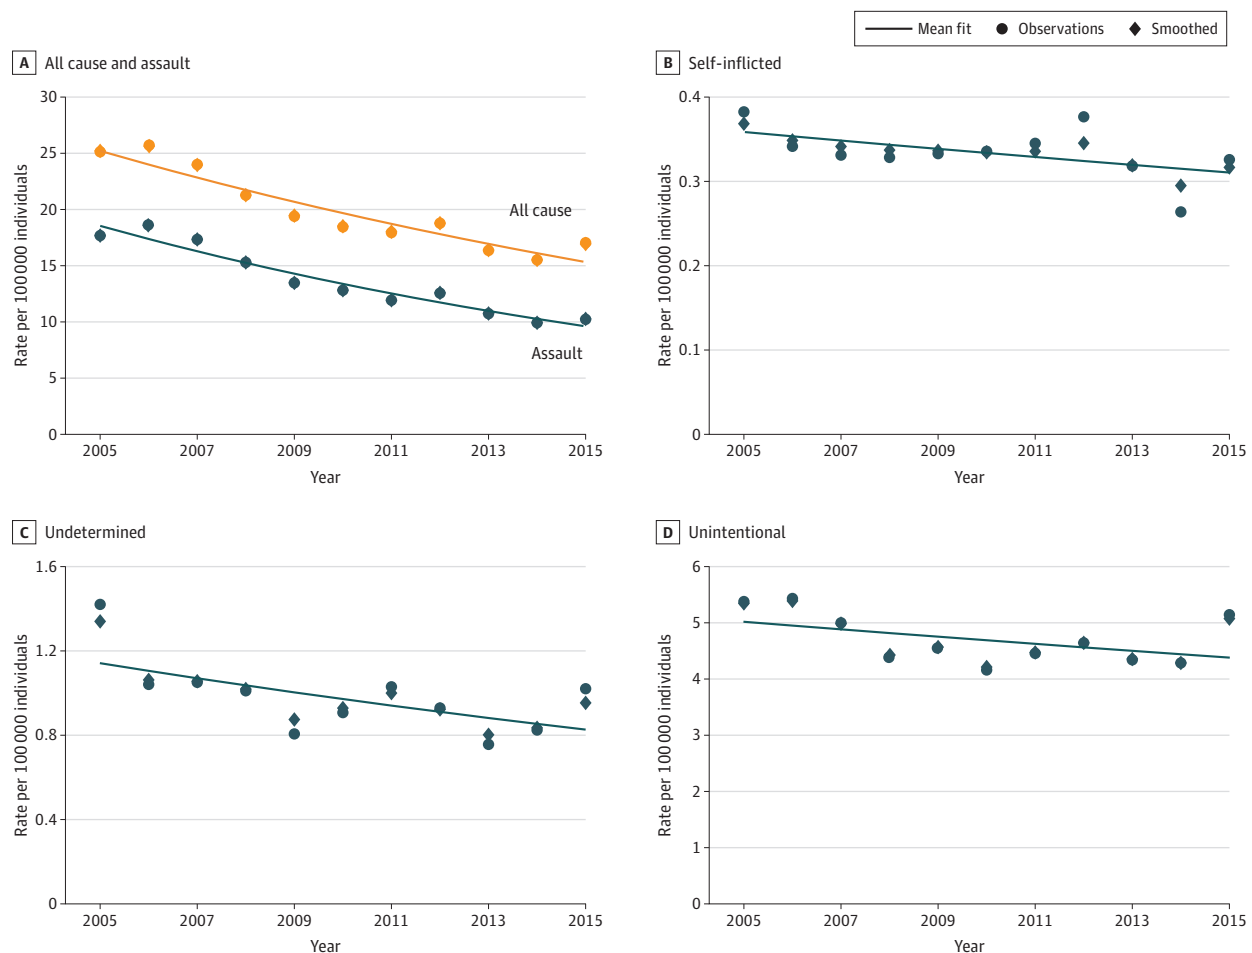 Mean fit Observations Smoothed
A All cause and assault
30
25
20
15
10
5
0
Rate per 100 000 individuals
All cause
Assault
2005 2007 2009 2011 2013 2015
Year
B Self-inflicted
0.4
0.3
0.2
0.1
0
Rate per 100 000 individuals
2005 2007 2009 2011 2013 2015
Year
C Undetermined
1.6
1.2
0.8
0.4
0
Rate per 100 000 individuals
2005 2007 2009 2011 2013 2015
Year
D Unintentional
6
5
4
3
2
1
0
Rate per 100 000 individuals
2005 2007 2009 2011 2013 2015
Year